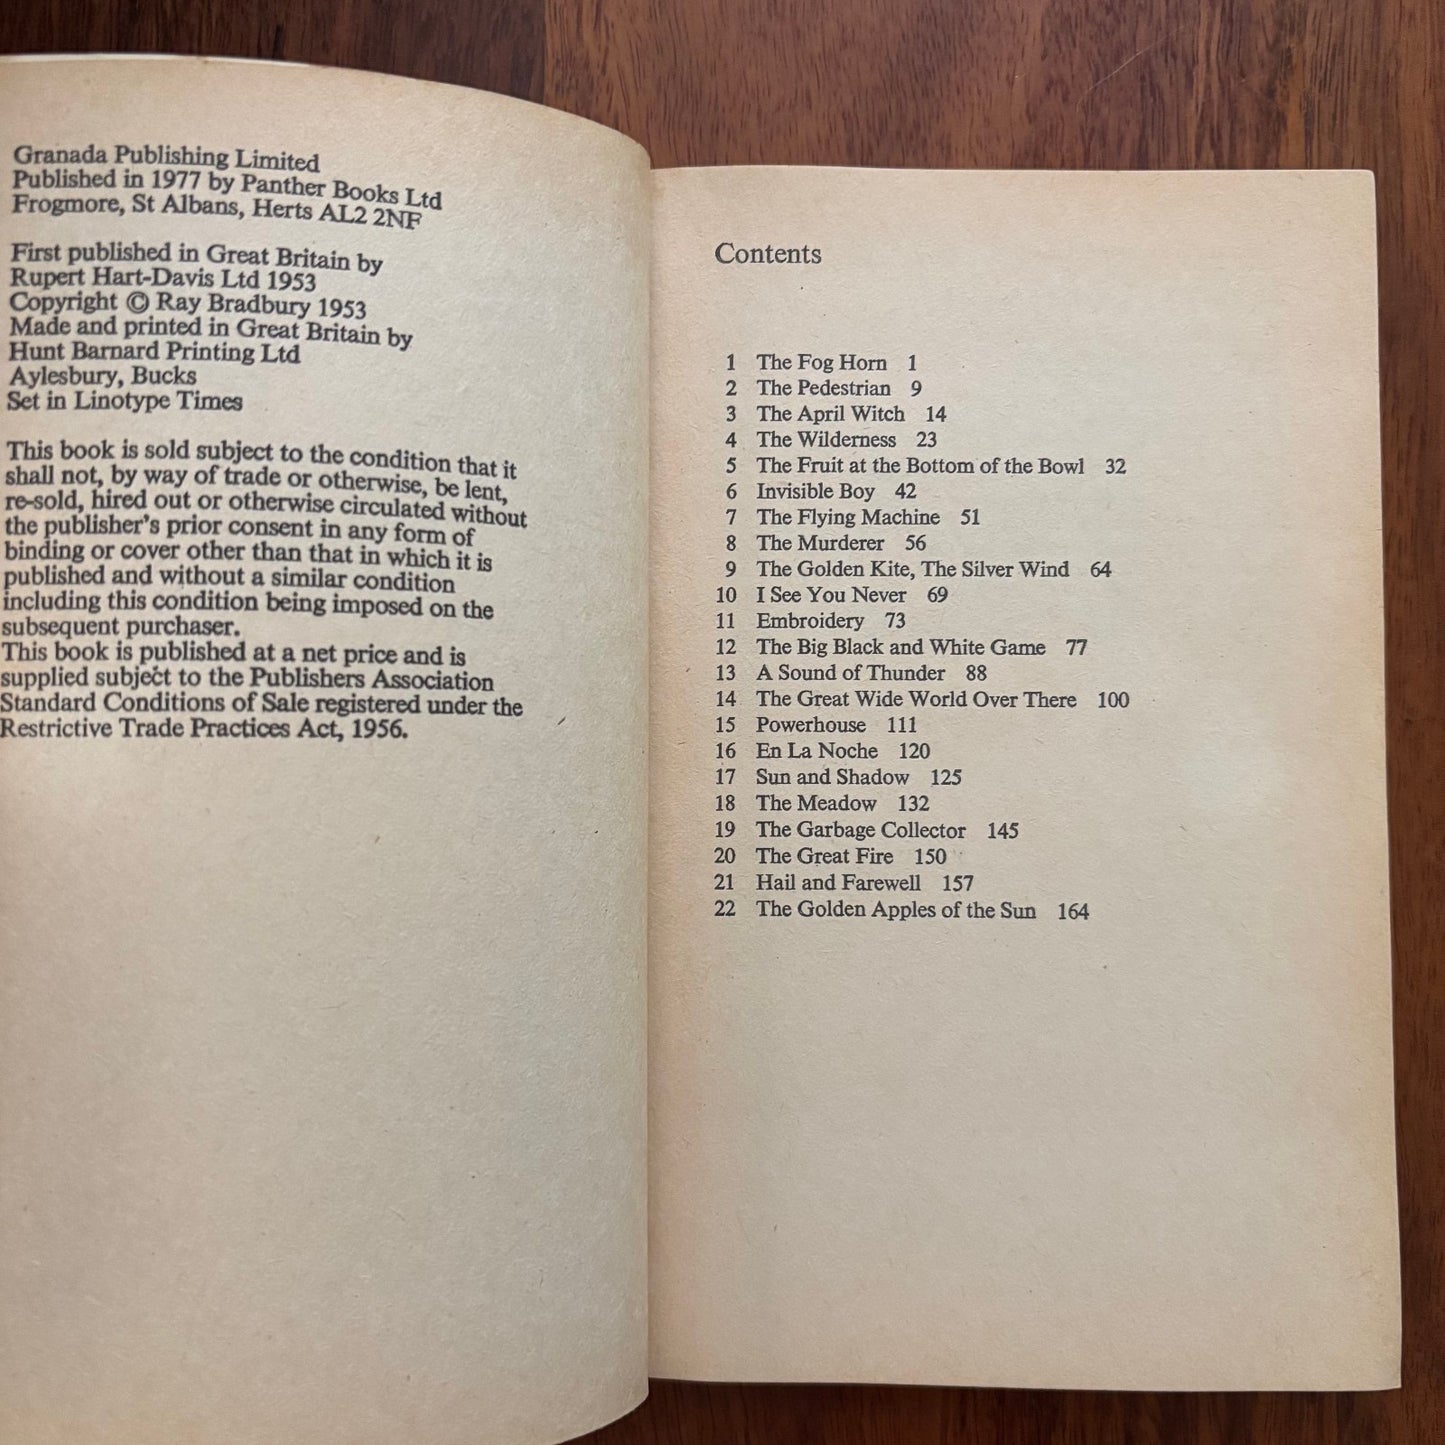 Granada Publishing Limited
Published in 1977 by Panther Books Ltd
Frogmore, St Albans, Herts AL2 2NF
First published in Great Britain by
Rupert Hart-Davis Ltd 1953
Copyright © Ray Bradbury 1953
Made and printed in Great Britain by
Hunt Barnard Printing Ltd
Aylesbury, Bucks
Set in Linotype Times
This book is sold subject to the condition that it
shall not, by way of trade or otherwise, be lent,
re-sold, hired out or otherwise circulated without
the publisher's prior consent in any form of
binding or cover other than that in which it is
published and without a similar condition
including this condition being imposed on the
subsequent purchaser.
This book is published at a net price and is
supplied subject to the Publishers Association
Standard Conditions of Sale registered under the
Restrictive Trade Practices Act, 1956.
Contents
1 The Fog Horn 1
2 The Pedestrian 9
3 The April Witch 14
4 The Wilderness 23
5 The Fruit at the Bottom of the Bowl 32
6 Invisible Boy 42
7 The Flying Machine 51
8 The Murderer 56
9 The Golden Kite, The Silver Wind 64
10 I See You Never 69
11 Embroidery 73
12 The Big Black and White Game 77
13 A Sound of Thunder 88
14 The Great Wide World Over There 100
15 Powerhouse 111
16 En La Noche 120
17 Sun and Shadow 125
18 The Meadow 132
19 The Garbage Collector 145
20 The Great Fire 150
21 Hail and Farewell 157
22 The Golden Apples of the Sun 164